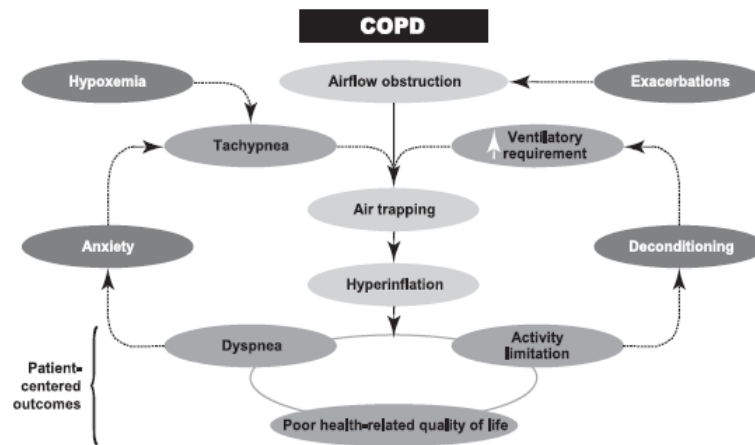 COPD
Hypoxemia
Airflow obstruction
Exacerbations
Tachypnea
Ventilatory
requirement
Air trapping
Anxiety
Deconditioning
Hyperinflation
Dyspnea
Activity
limitation
Patient-
centered
outcomes
Poor health-related quality of life